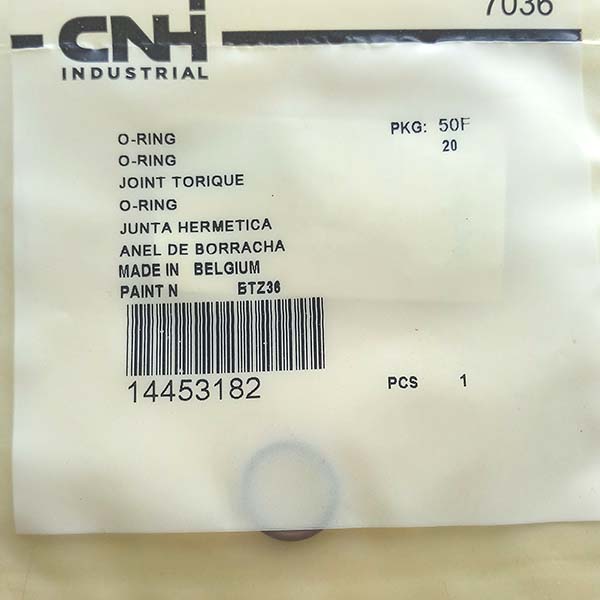 7036
CNH
INDUSTRIAL
O-RING PKG: 50F
O-RING 20
JOINT TORIQUE
O-RING
JUNTA HERMETICA
ANEL DE BORRACHA
MADE IN BELGIUM
PAINT N BTZ36
14453182 PCS 1